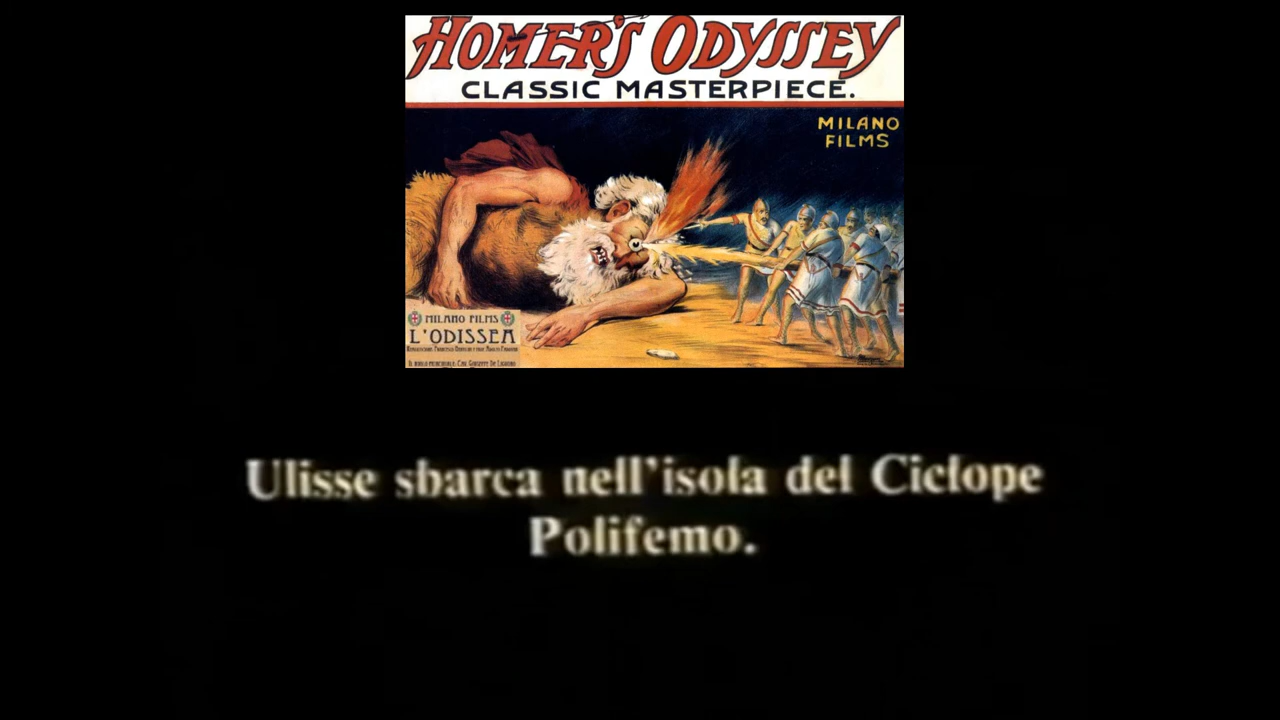 HOMER'S ODYSSEY
CLASSIC MASTERPIECE.
MILANO
FILMS
MILANO FILMS
L'ODISSEA
Ulisse sbarca nell'isola del Ciclope
Polifemo.